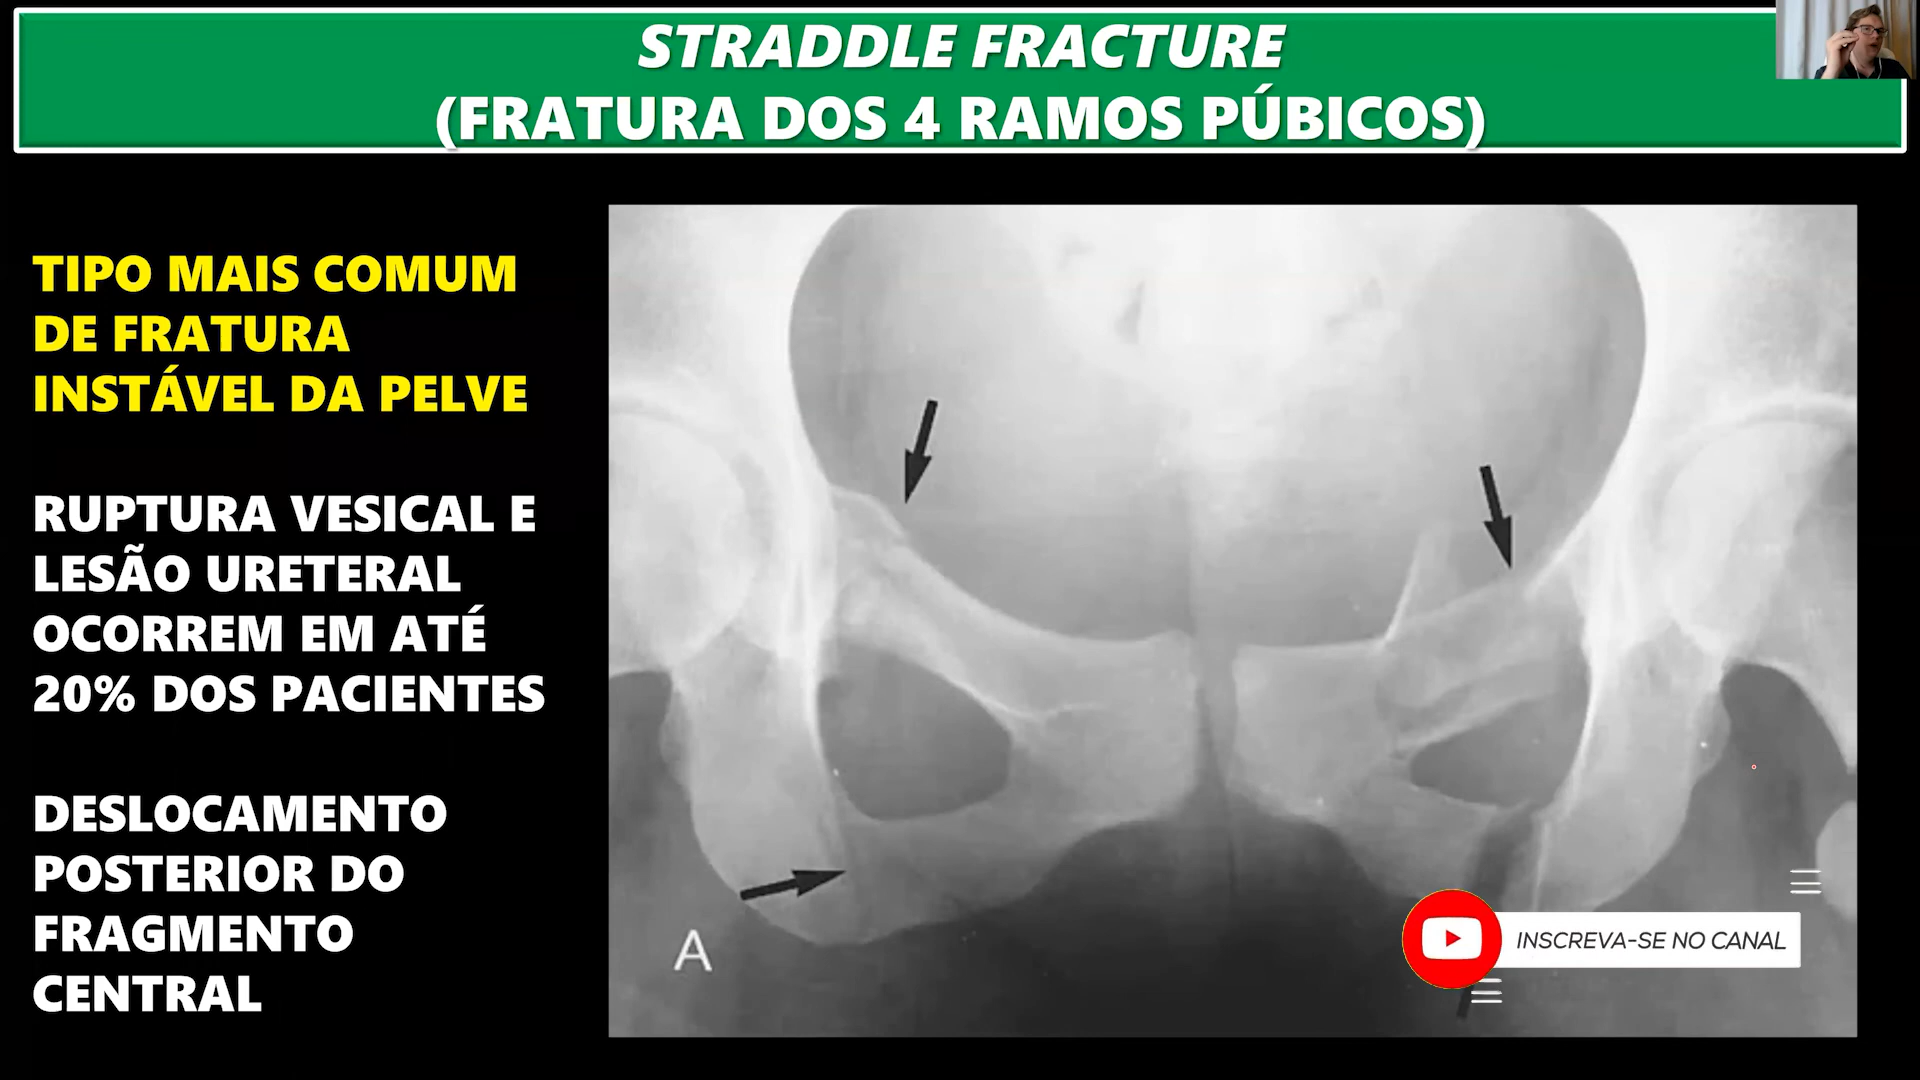 STRADDLE FRACTURE
(FRATURA DOS 4 RAMOS PÚBICOS)
TIPO MAIS COMUM
DE FRATURA
INSTÁVEL DA PELVE
RUPTURA VESICAL E
LESÃO URETERAL
OCORREM EM ATÉ
20% DOS PACIENTES
DESLOCAMENTO
POSTERIOR DO
FRAGMENTO
CENTRAL
A
INSCREVA-SE NO CANAL